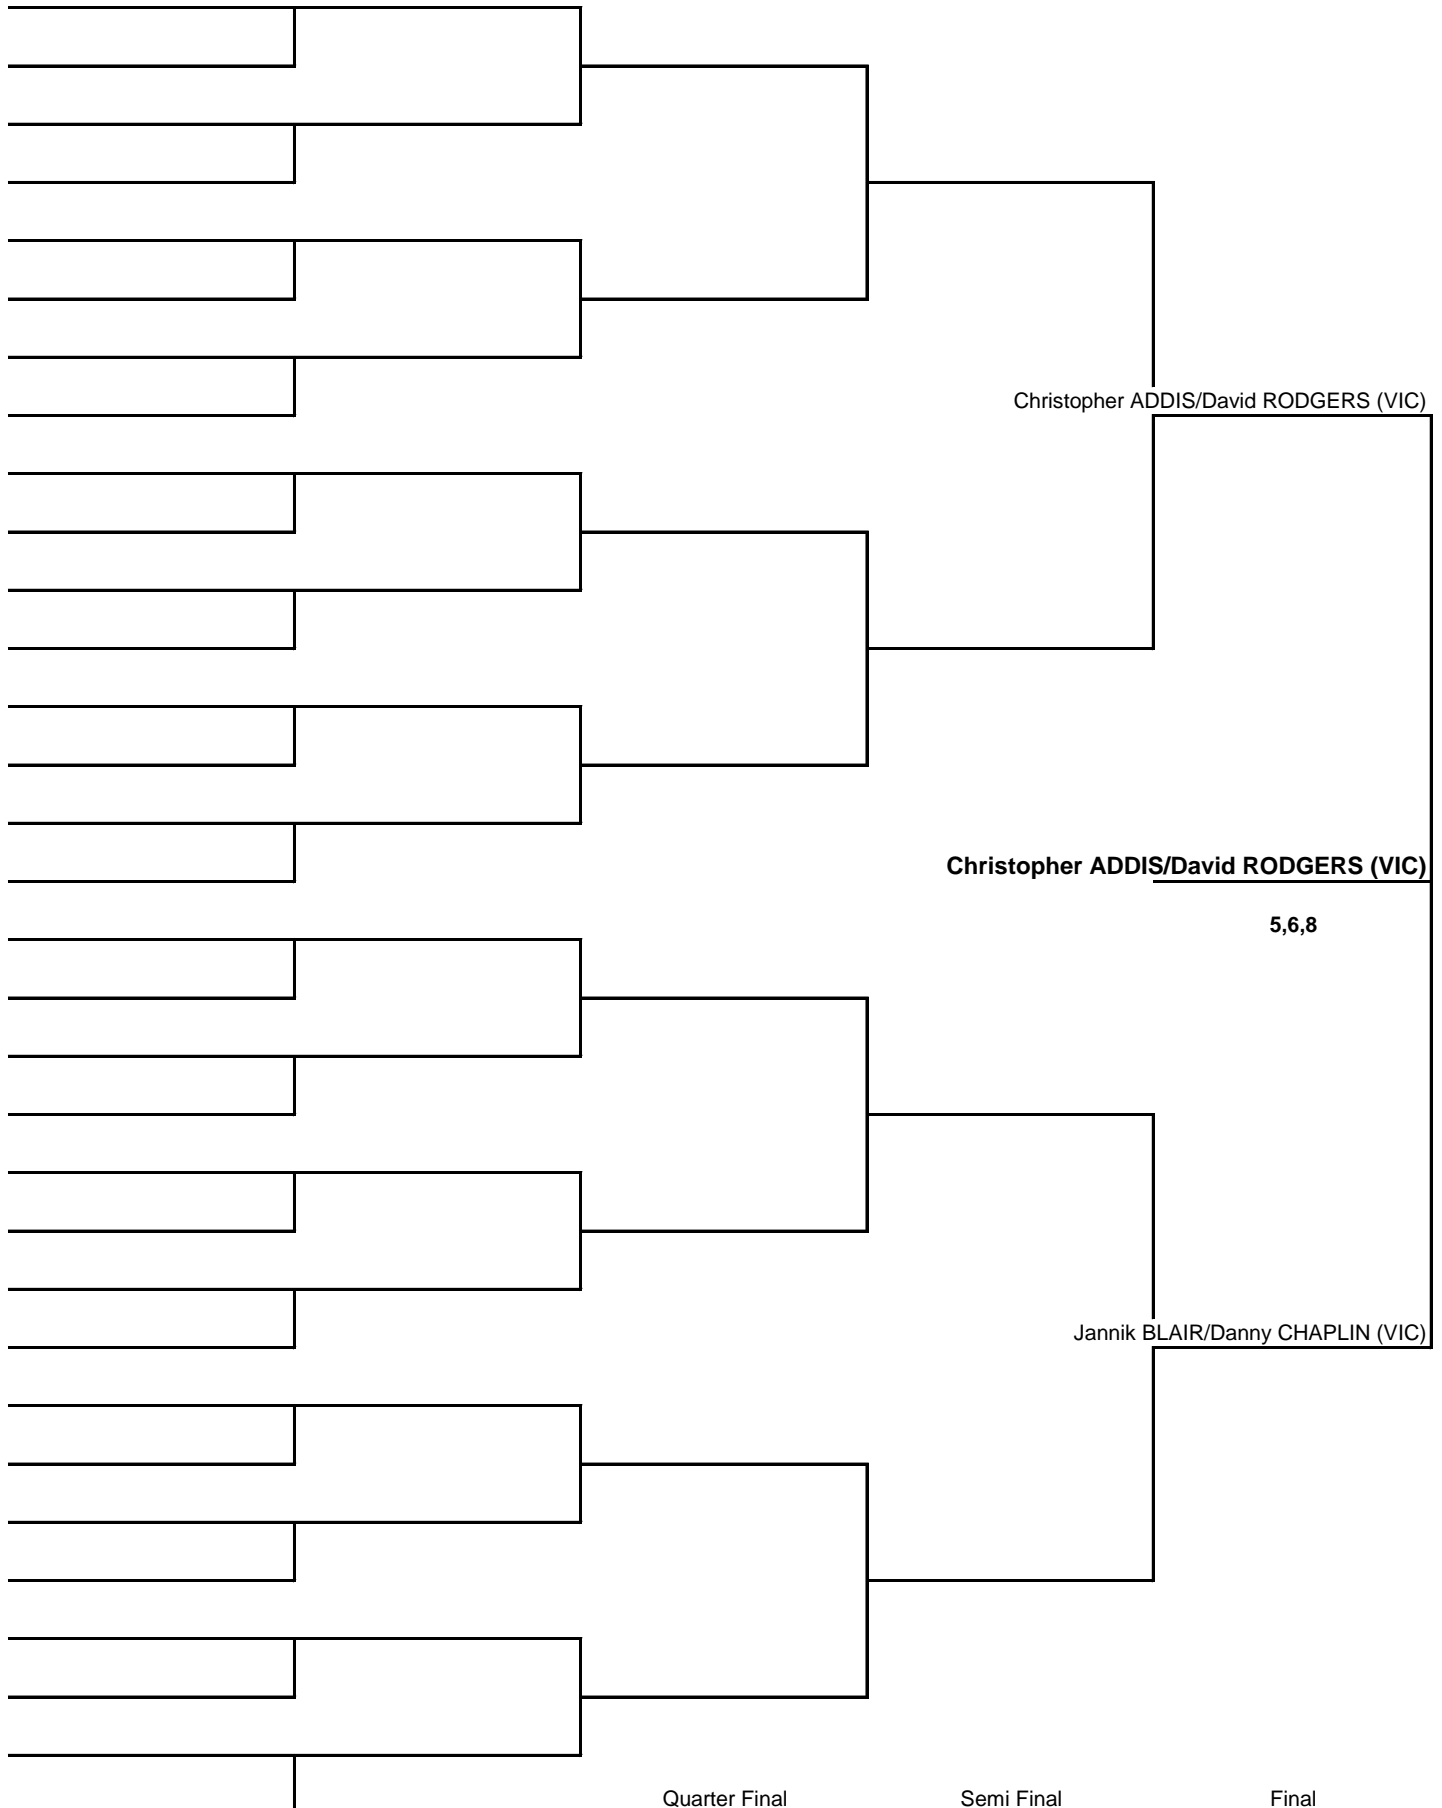 Christopher ADDIS/David RODGERS (VIC)
Christopher ADDIS/David RODGERS (VIC)
5,6,8
Jannik BLAIR/Danny CHAPLIN (VIC)
Quarter Final Semi Final Final